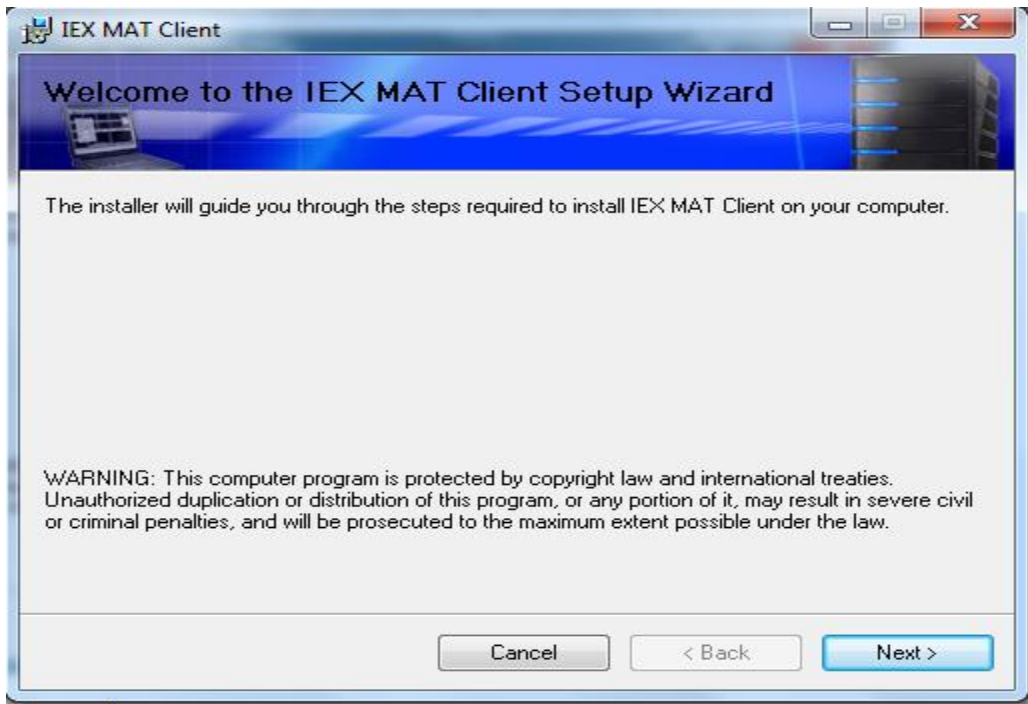 IEX MAT Client
Welcome to the IEX MAT Client Setup Wizard
The installer will guide you through the steps required to install IEX MAT Client on your computer.
WARNING: This computer program is protected by copyright law and international treaties.
Unauthorized duplication or distribution of this program, or any portion of it, may result in severe civil
or criminal penalties, and will be prosecuted to the maximum extent possible under the law.
Cancel < Back Next >